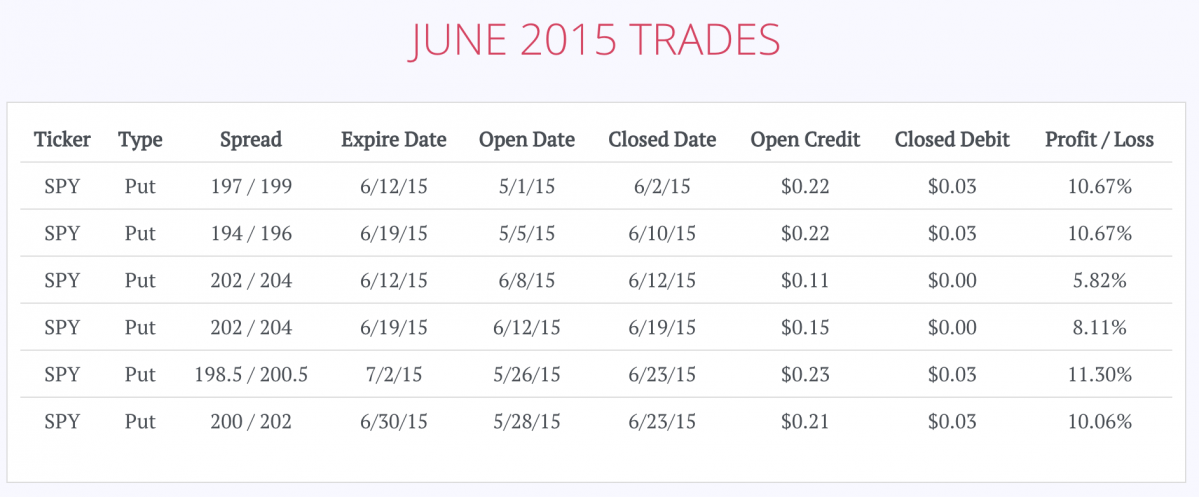 JUNE 2015 TRADES
Ticker Type Spread Expire Date Open Date Closed Date Open Credit Closed Debit Profit / Loss
SPY Put 197 / 199 6/12/15 5/1/15 6/2/15 $0.22 $0.03 10.67%
SPY Put 194 / 196 6/19/15 5/5/15 6/10/15 $0.22 $0.03 10.67%
SPY Put 202 / 204 6/12/15 6/8/15 6/12/15 $0.11 $0.00 5.82%
SPY Put 202 / 204 6/19/15 6/12/15 6/19/15 $0.15 $0.00 8.11%
SPY Put 198.5 / 200.5 7/2/15 5/26/15 6/23/15 $0.23 $0.03 11.30%
SPY Put 200 / 202 6/30/15 5/28/15 6/23/15 $0.21 $0.03 10.06%